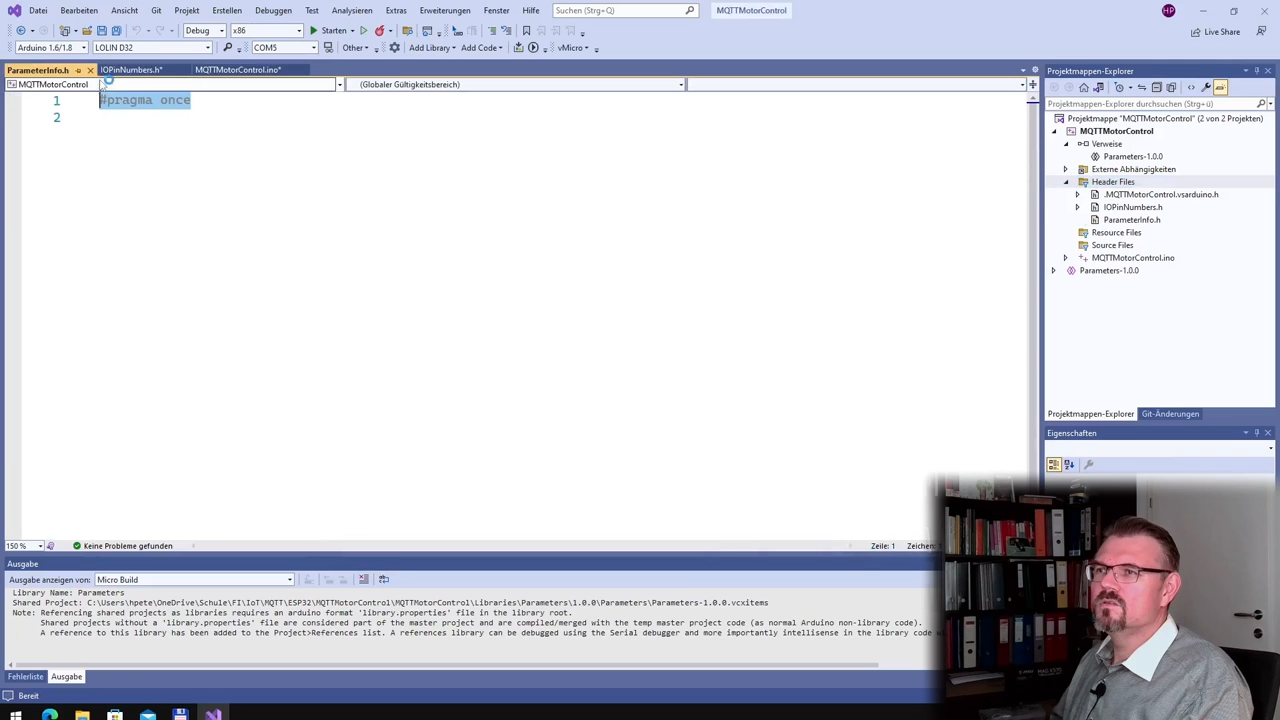 Datei Bearbeiten Ansicht Git Projekt Erstellen Debuggen Test Analysieren Extras Erweiterungen Fenster Hilfe Suchen (Strg+Q) MQTTMotorControl HP
Debug x86 Starten Live Share
Arduino 1.6/1.8 LOLIN D32 COM5 Other Add Library Add Code vMicro
ParameterInfo.h IOPinNumbers.h* MQTTMotorControl.ino*
MQTTMotorControl (Globaler Gültigkeitsbereich)
1 #pragma once
2
150 % Keine Probleme gefunden Zeile: 1 Zeichen:
Ausgabe
Ausgabe anzeigen von: Micro Build
Library Name: Parameters
Shared Project: C:\Users\hpete\OneDrive\Schule\FI\IoT\MQTT\ESP32\MQTTMotorControl\MQTTMotorControl\Libraries\Parameters\1.0.0\Parameters\Parameters-1.0.0.vcxitems
Note: Referencing shared projects as libraries requires an arduino format 'library.properties' file in the library root.
Shared projects without a 'library.properties' file are considered part of the master project and are compiled/merged with the temp master project code (as normal Arduino non-library code).
A reference to this library has been added to the Project>References list. A references library can be debugged using the Serial debugger and more importantly intellisense in the library code
Fehlerliste Ausgabe
Bereit
Projektmappen-Explorer
Projektmappen-Explorer durchsuchen (Strg+ü)
Projektmappe "MQTTMotorControl" (2 von 2 Projekten)
MQTTMotorControl
Verweise
Parameters-1.0.0
Externe Abhängigkeiten
Header Files
.MQTTMotorControl.vsarduino.h
IOPinNumbers.h
ParameterInfo.h
Resource Files
Source Files
MQTTMotorControl.ino
Parameters-1.0.0
Projektmappen-Explorer Git-Änderungen
Eigenschaften